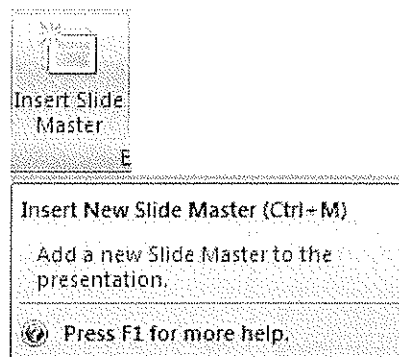 Insert Slide
Master
E
Insert New Slide Master (Ctrl+M)
Add a new Slide Master to the
presentation.
Press F1 for more help.